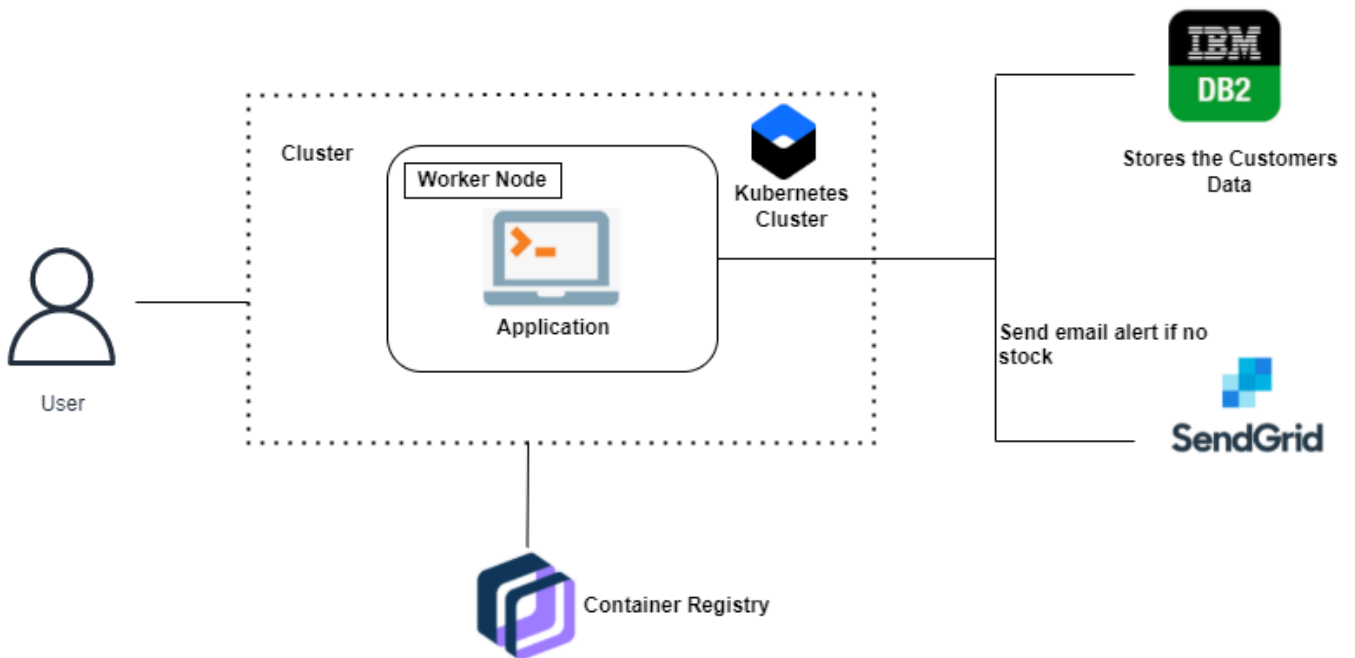 IBM
DB2
Stores the Customers
Data
Cluster
Worker Node
Application
Kubernetes
Cluster
User
Send email alert if no
stock
SendGrid
Container Registry